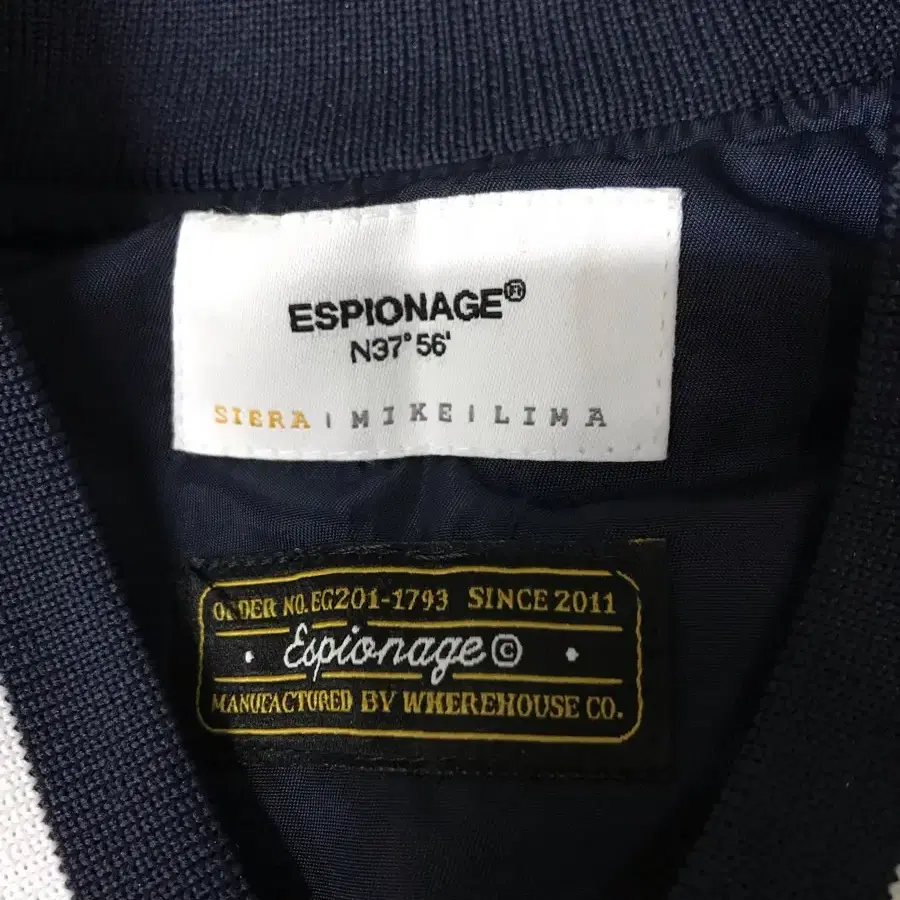 ESPIONAGE®
N37° 56'
SIERA | MIKE | LIMA
ORDER NO.EG201-1793 SINCE 2011
• Espionage© •
MANUFACTURED BY WHEREHOUSE CO.